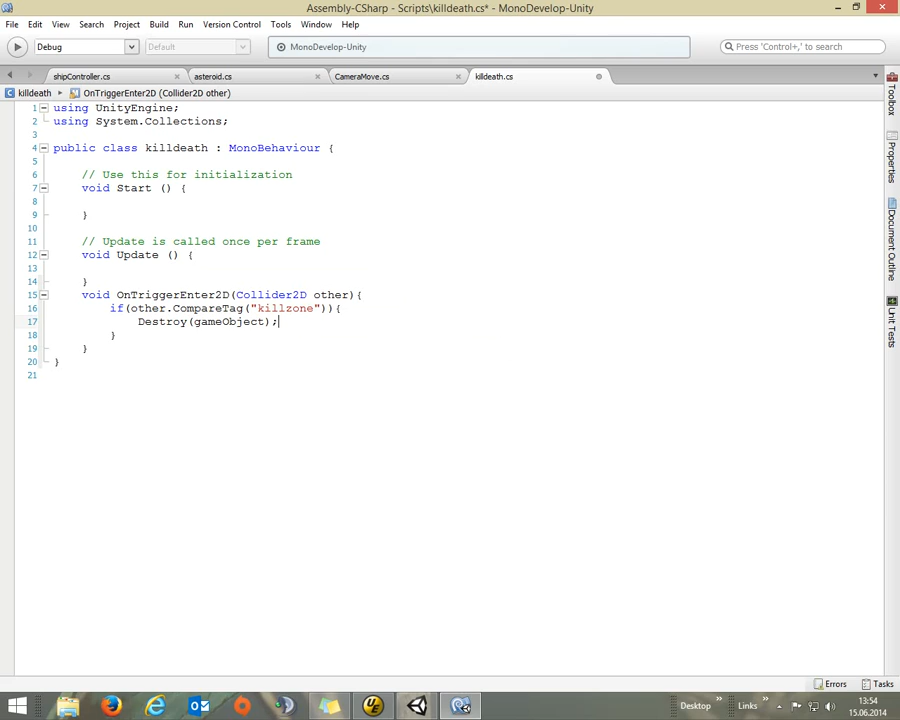 Assembly-CSharp - Scripts\killdeath.cs* - MonoDevelop-Unity
File Edit View Search Project Build Run Version Control Tools Window Help
Debug Default MonoDevelop-Unity Press 'Control+,' to search
shipController.cs asteroid.cs CameraMove.cs killdeath.cs
killdeath OnTriggerEnter2D (Collider2D other)
1 using UnityEngine;
2 using System.Collections;
3
4 public class killdeath : MonoBehaviour {
5
6 // Use this for initialization
7 void Start () {
8
9 }
10
11 // Update is called once per frame
12 void Update () {
13
14 }
15 void OnTriggerEnter2D(Collider2D other){
16 if(other.CompareTag("killzone")){
17 Destroy(gameObject);
18 }
19 }
20 }
21
Toolbox
Properties
Document Outline
Unit Tests
Errors Tasks
Desktop » Links » 13:54
15.06.2014